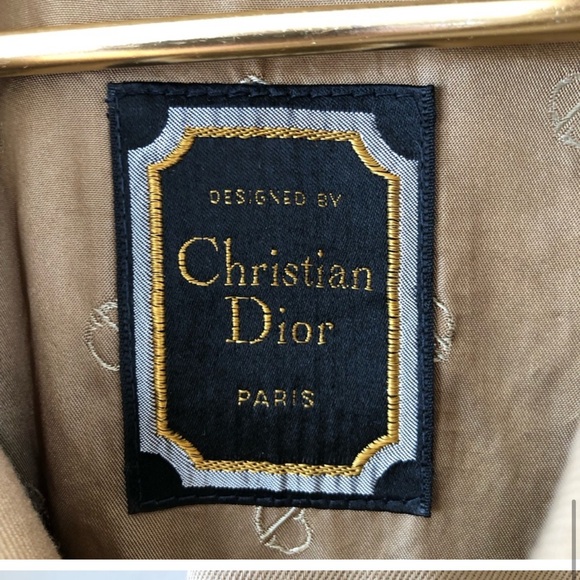 DESIGNED BY
Christian
Dior
PARIS